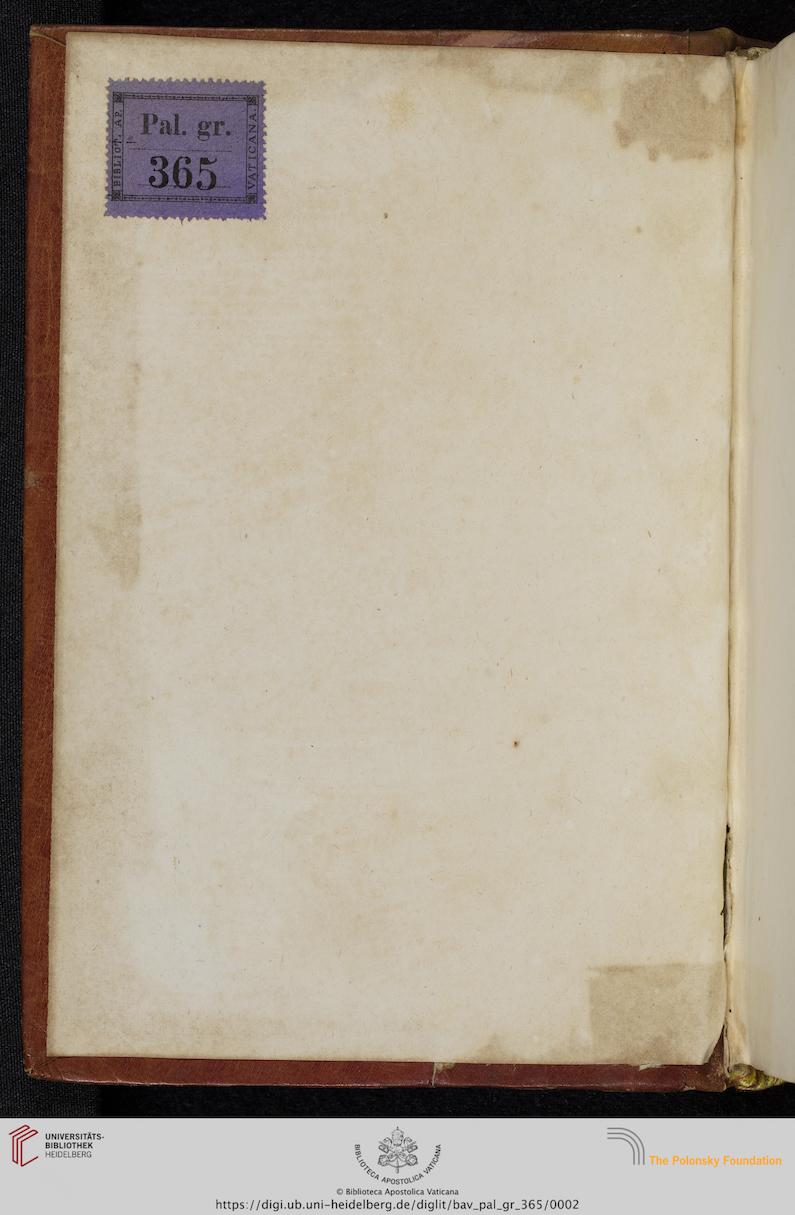 BIBLIOT. AP. VATICANA.
Pal. gr.
365
UNIVERSITÄTS-
BIBLIOTHEK
HEIDELBERG
BIBLIOTECA APOSTOLICA VATICANA
The Polonsky Foundation
© Biblioteca Apostolica Vaticana
https://digi.ub.uni-heidelberg.de/diglit/bav_pal_gr_365/0002